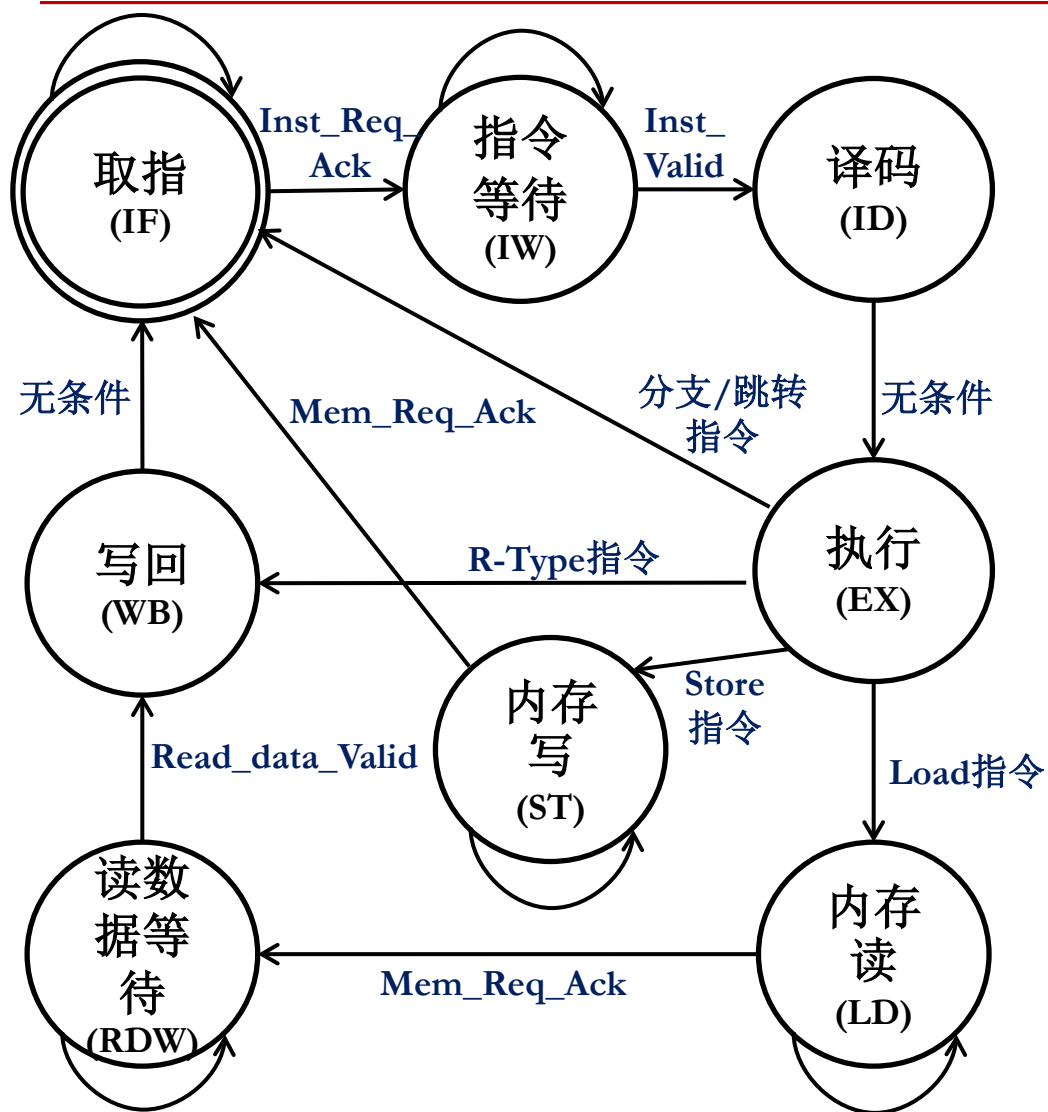 取指
(IF)
Inst_Req_
Ack
指令
等待
(IW)
Inst_
Valid
译码
(ID)
无条件
Mem_Req_Ack
分支/跳转
指令
无条件
写回
(WB)
R-Type指令
执行
(EX)
内存
写
(ST)
Store
指令
Read_data_Valid
Load指令
读数
据等
待
(RDW)
Mem_Req_Ack
内存
读
(LD)